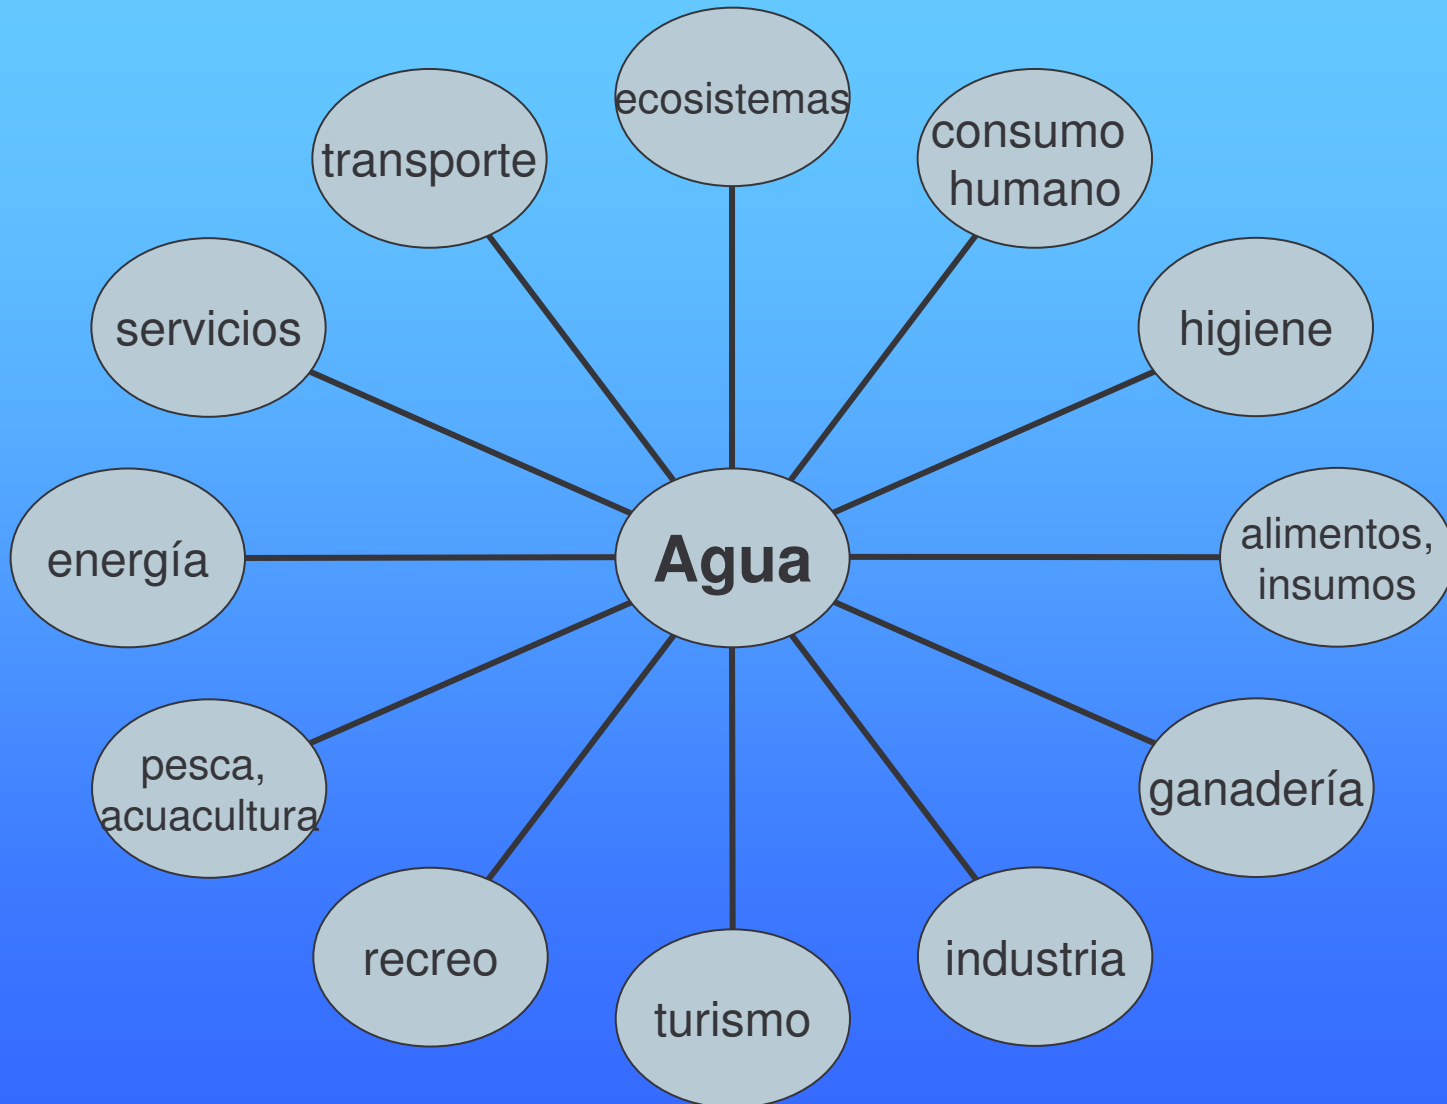 ecosistemas
transporte
consumo
humano
servicios
higiene
energía
Agua
alimentos,
insumos
pesca,
acuacultura
ganadería
recreo
industria
turismo